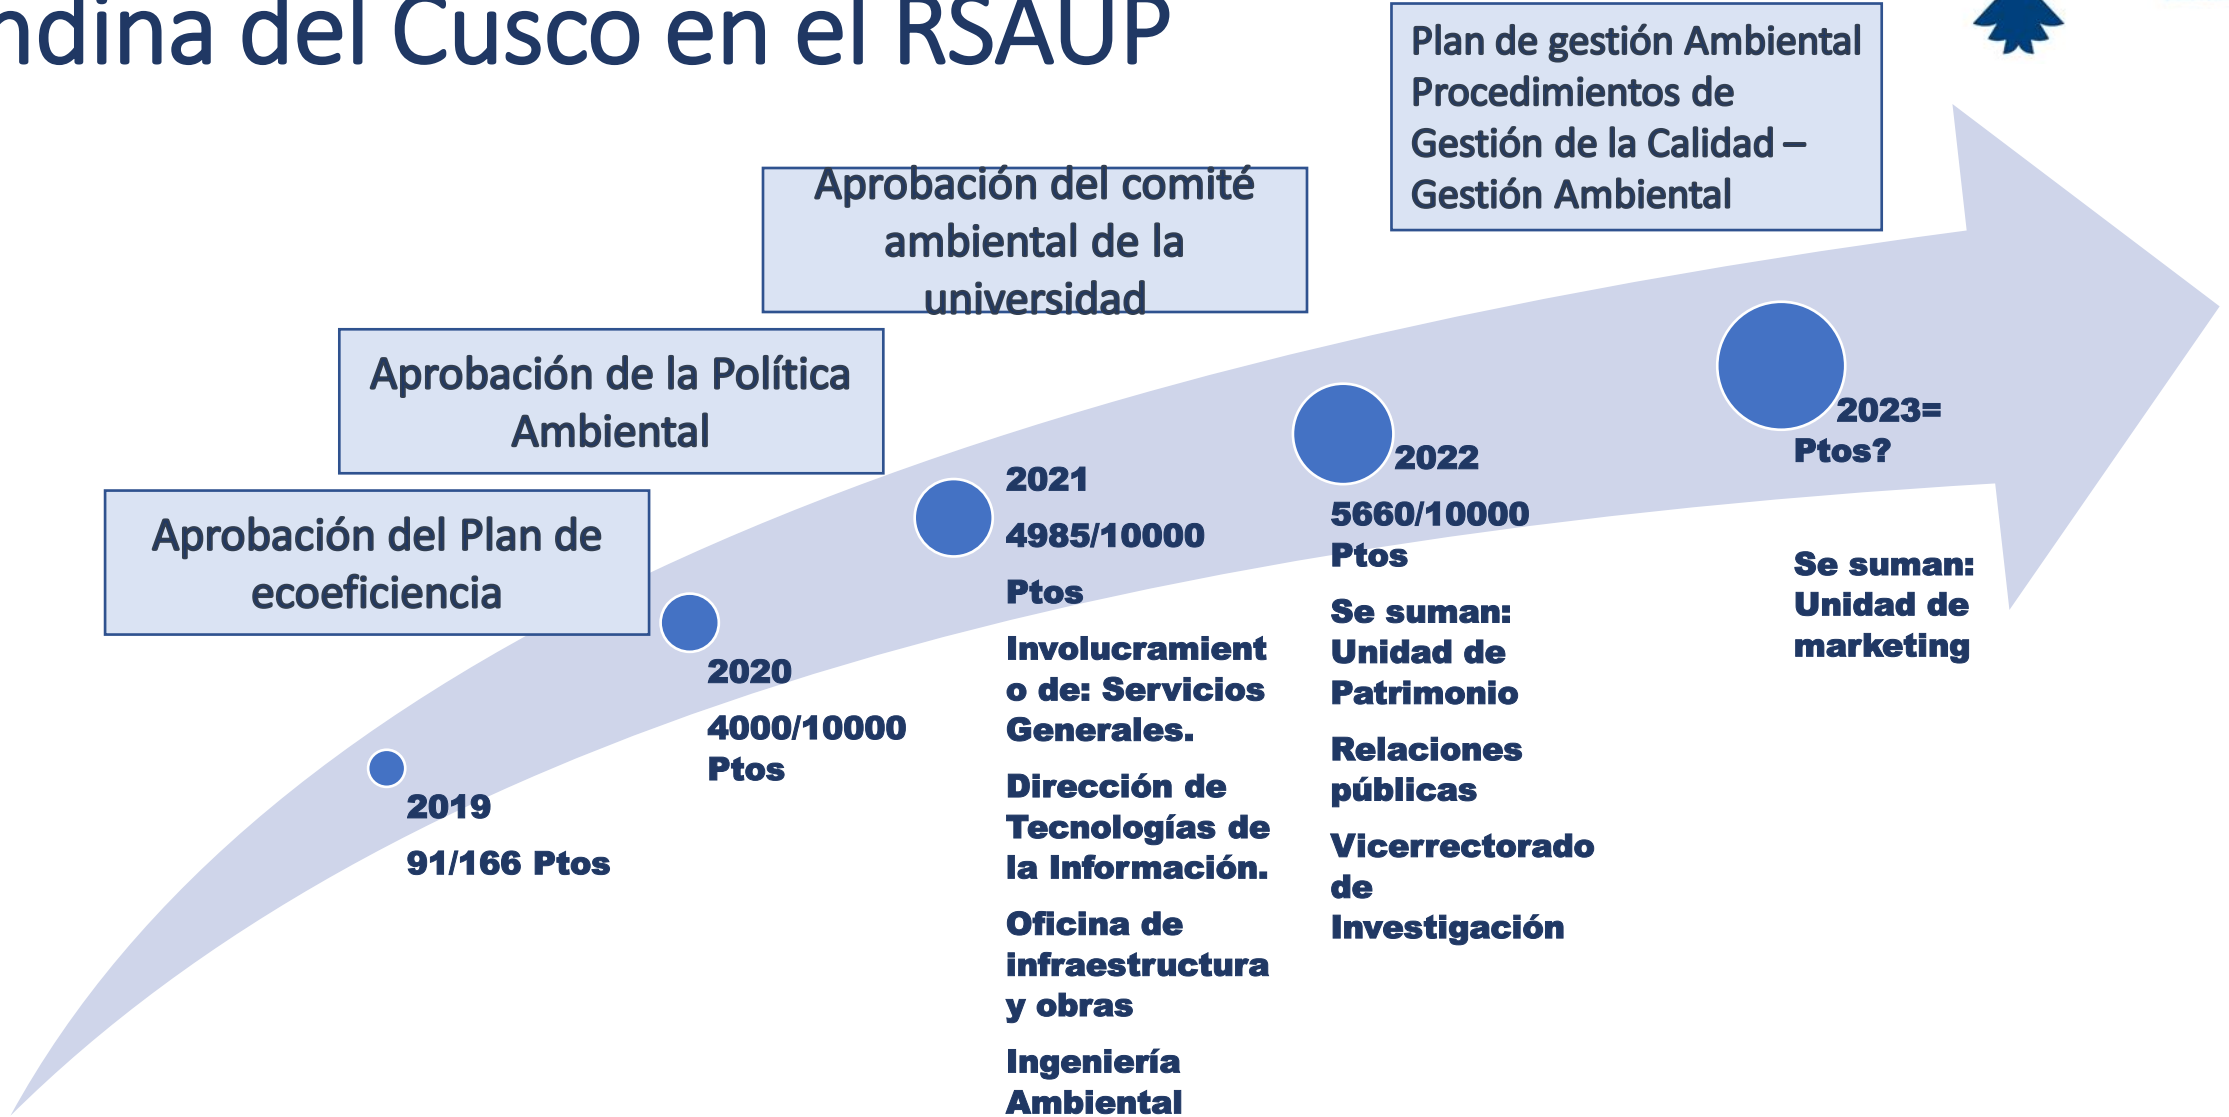 ndina del Cusco en el RSAUP
Plan de gestión Ambiental
Procedimientos de
Gestión de la Calidad –
Gestión Ambiental
Aprobación del comité
ambiental de la
universidad
Aprobación de la Política
Ambiental
Aprobación del Plan de
ecoeficiencia
2019
91/166 Ptos
2020
4000/10000
Ptos
2021
4985/10000
Ptos
Involucramient
o de: Servicios
Generales.
Dirección de
Tecnologías de
la Información.
Oficina de
infraestructura
y obras
Ingeniería
Ambiental
2022
5660/10000
Ptos
Se suman:
Unidad de
Patrimonio
Relaciones
públicas
Vicerrectorado
de
Investigación
2023=
Ptos?
Se suman:
Unidad de
marketing